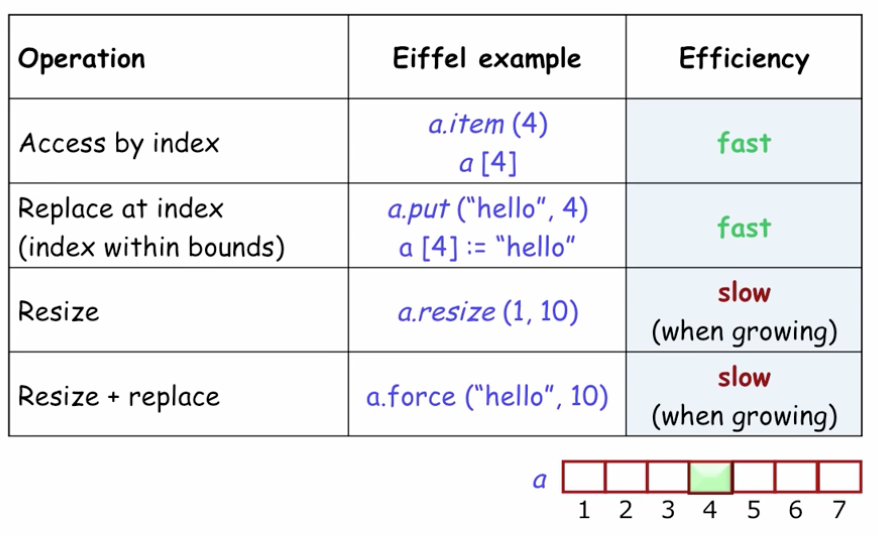 Operation Eiffel example Efficiency
Access by index
a.item (4)
a [4]
fast
Replace at index
(index within bounds)
a.put (“hello”, 4)
a [4] := “hello”
fast
Resize
a.resize (1, 10)
slow
(when growing)
Resize + replace
a.force (“hello”, 10)
slow
(when growing)
a
1 2 3 4 5 6 7